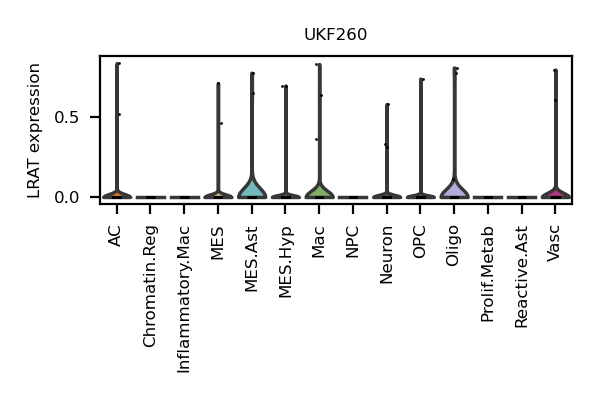 UKF260
LRAT expression
0.5
0.0
AC
Chromatin.Reg
Inflammatory.Mac
MES
MES.Ast
MES.Hyp
Mac
NPC
Neuron
OPC
Oligo
Prolif.Metab
Reactive.Ast
Vasc